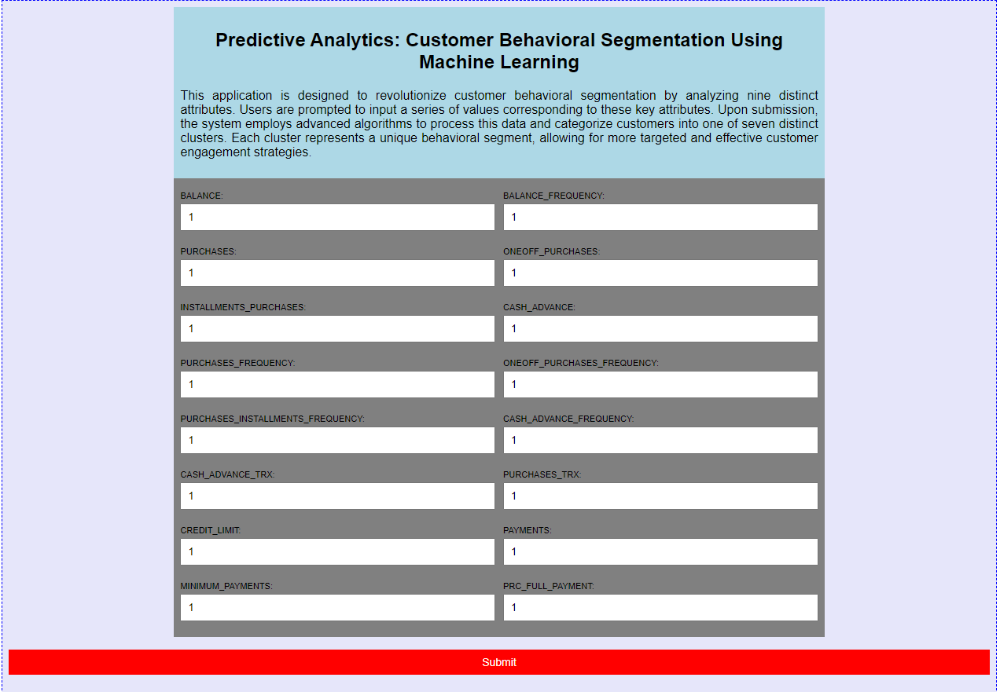 Predictive Analytics: Customer Behavioral Segmentation Using
Machine Learning
This application is designed to revolutionize customer behavioral segmentation by analyzing nine distinct
attributes. Users are prompted to input a series of values corresponding to these key attributes. Upon submission,
the system employs advanced algorithms to process this data and categorize customers into one of seven distinct
clusters. Each cluster represents a unique behavioral segment, allowing for more targeted and effective customer
engagement strategies.
BALANCE: BALANCE_FREQUENCY:
1 1
PURCHASES: ONEOFF_PURCHASES:
1 1
INSTALLMENTS_PURCHASES: CASH_ADVANCE:
1 1
PURCHASES_FREQUENCY: ONEOFF_PURCHASES_FREQUENCY:
1 1
PURCHASES_INSTALLMENTS_FREQUENCY: CASH_ADVANCE_FREQUENCY:
1 1
CASH_ADVANCE_TRX: PURCHASES_TRX:
1 1
CREDIT_LIMIT: PAYMENTS:
1 1
MINIMUM_PAYMENTS: PRC_FULL_PAYMENT:
1 1
Submit